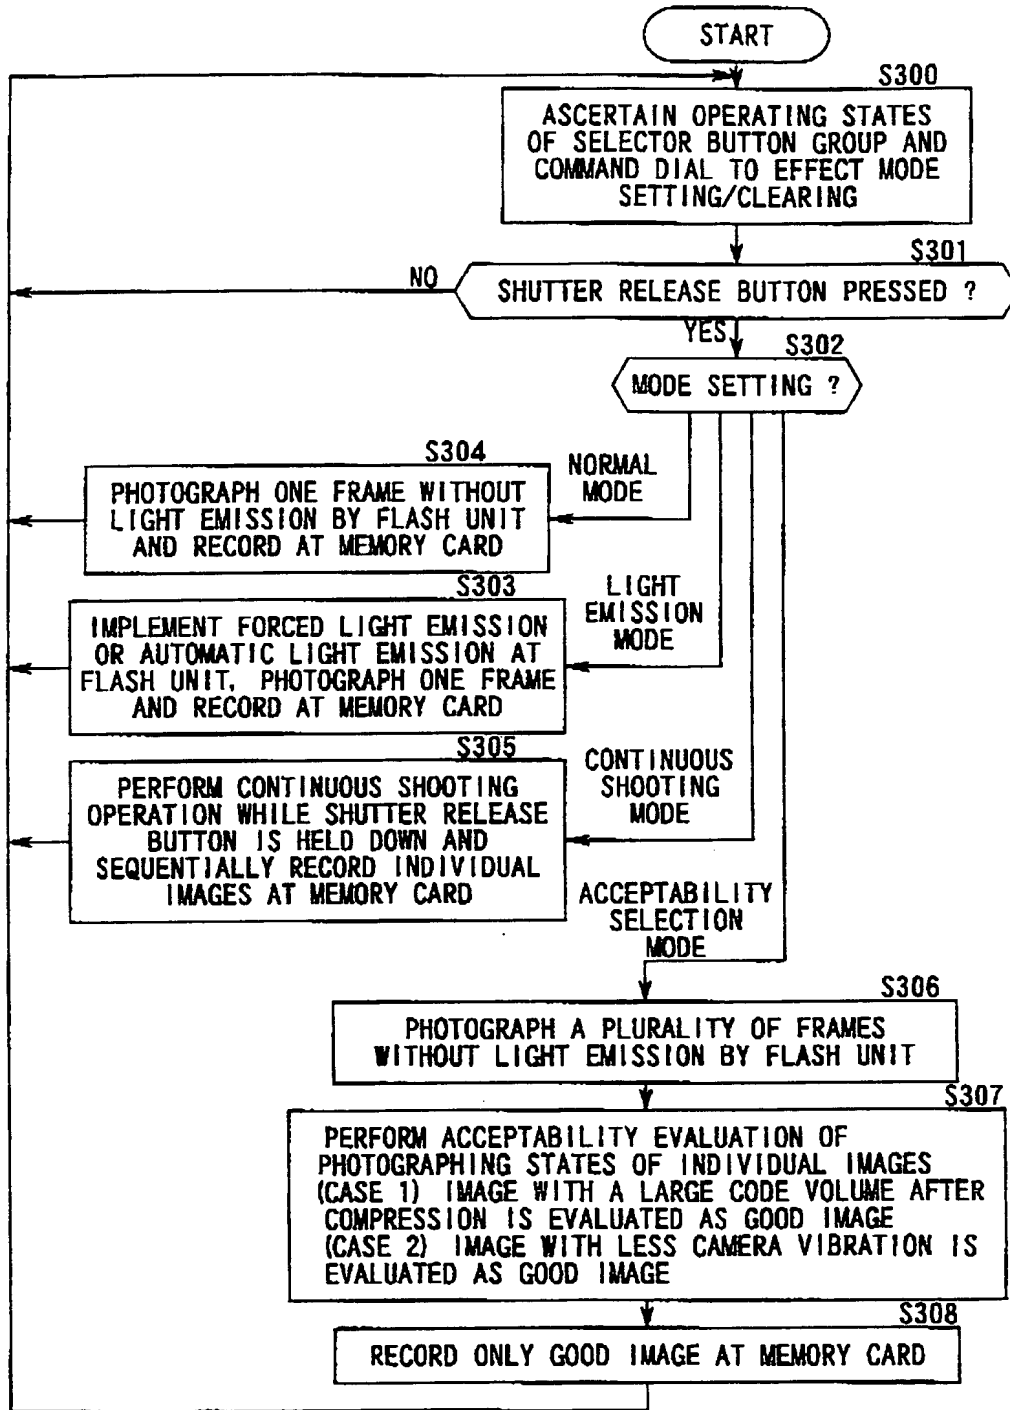 START
S300
ASCERTAIN OPERATING STATES
OF SELECTOR BUTTON GROUP AND
COMMAND DIAL TO EFFECT MODE
SETTING/CLEARING
S301
NO
SHUTTER RELEASE BUTTON PRESSED ?
YES
S302
MODE SETTING ?
S304
NORMAL
MODE
PHOTOGRAPH ONE FRAME WITHOUT
LIGHT EMISSION BY FLASH UNIT
AND RECORD AT MEMORY CARD
S303
LIGHT
EMISSION
MODE
IMPLEMENT FORCED LIGHT EMISSION
OR AUTOMATIC LIGHT EMISSION AT
FLASH UNIT, PHOTOGRAPH ONE FRAME
AND RECORD AT MEMORY CARD
S305
CONTINUOUS
SHOOTING
MODE
PERFORM CONTINUOUS SHOOTING
OPERATION WHILE SHUTTER RELEASE
BUTTON IS HELD DOWN AND
SEQUENTIALLY RECORD INDIVIDUAL
IMAGES AT MEMORY CARD
ACCEPTABILITY
SELECTION
MODE
S306
PHOTOGRAPH A PLURALITY OF FRAMES
WITHOUT LIGHT EMISSION BY FLASH UNIT
S307
PERFORM ACCEPTABILITY EVALUATION OF
PHOTOGRAPHING STATES OF INDIVIDUAL IMAGES
(CASE 1) IMAGE WITH A LARGE CODE VOLUME AFTER
COMPRESSION IS EVALUATED AS GOOD IMAGE
(CASE 2) IMAGE WITH LESS CAMERA VIBRATION IS
EVALUATED AS GOOD IMAGE
S308
RECORD ONLY GOOD IMAGE AT MEMORY CARD